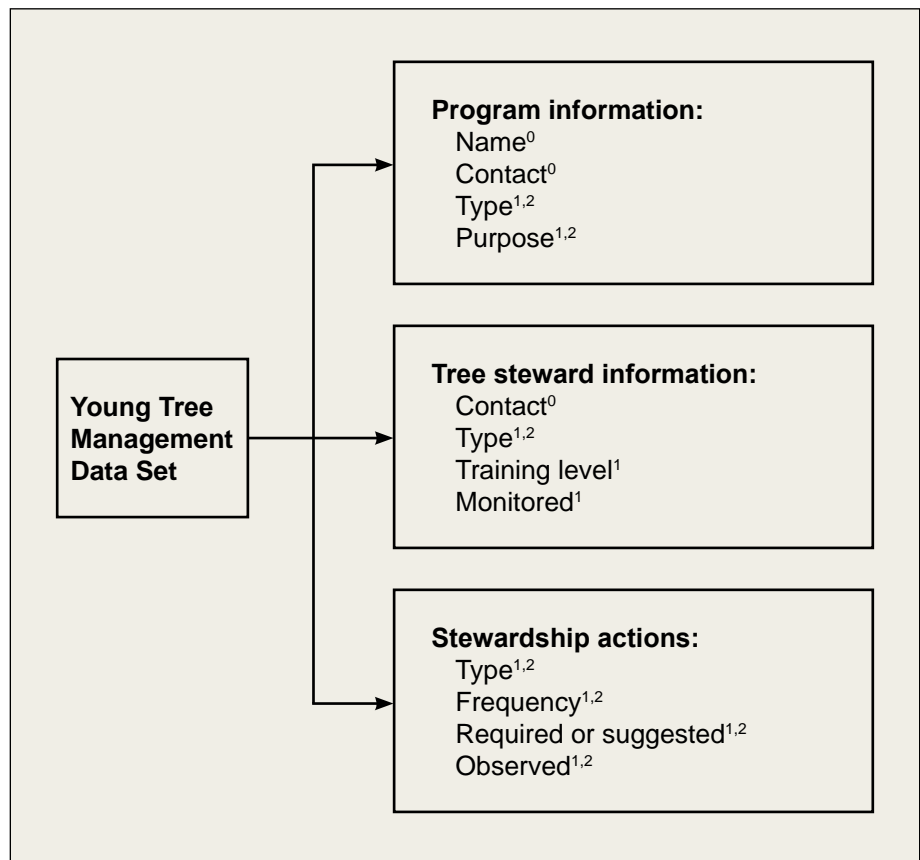 Young Tree
Management
Data Set
Program information:
Name⁰
Contact⁰
Type¹,²
Purpose¹,²
Tree steward information:
Contact⁰
Type¹,²
Training level¹
Monitored¹
Stewardship actions:
Type¹,²
Frequency¹,²
Required or suggested¹,²
Observed¹,²